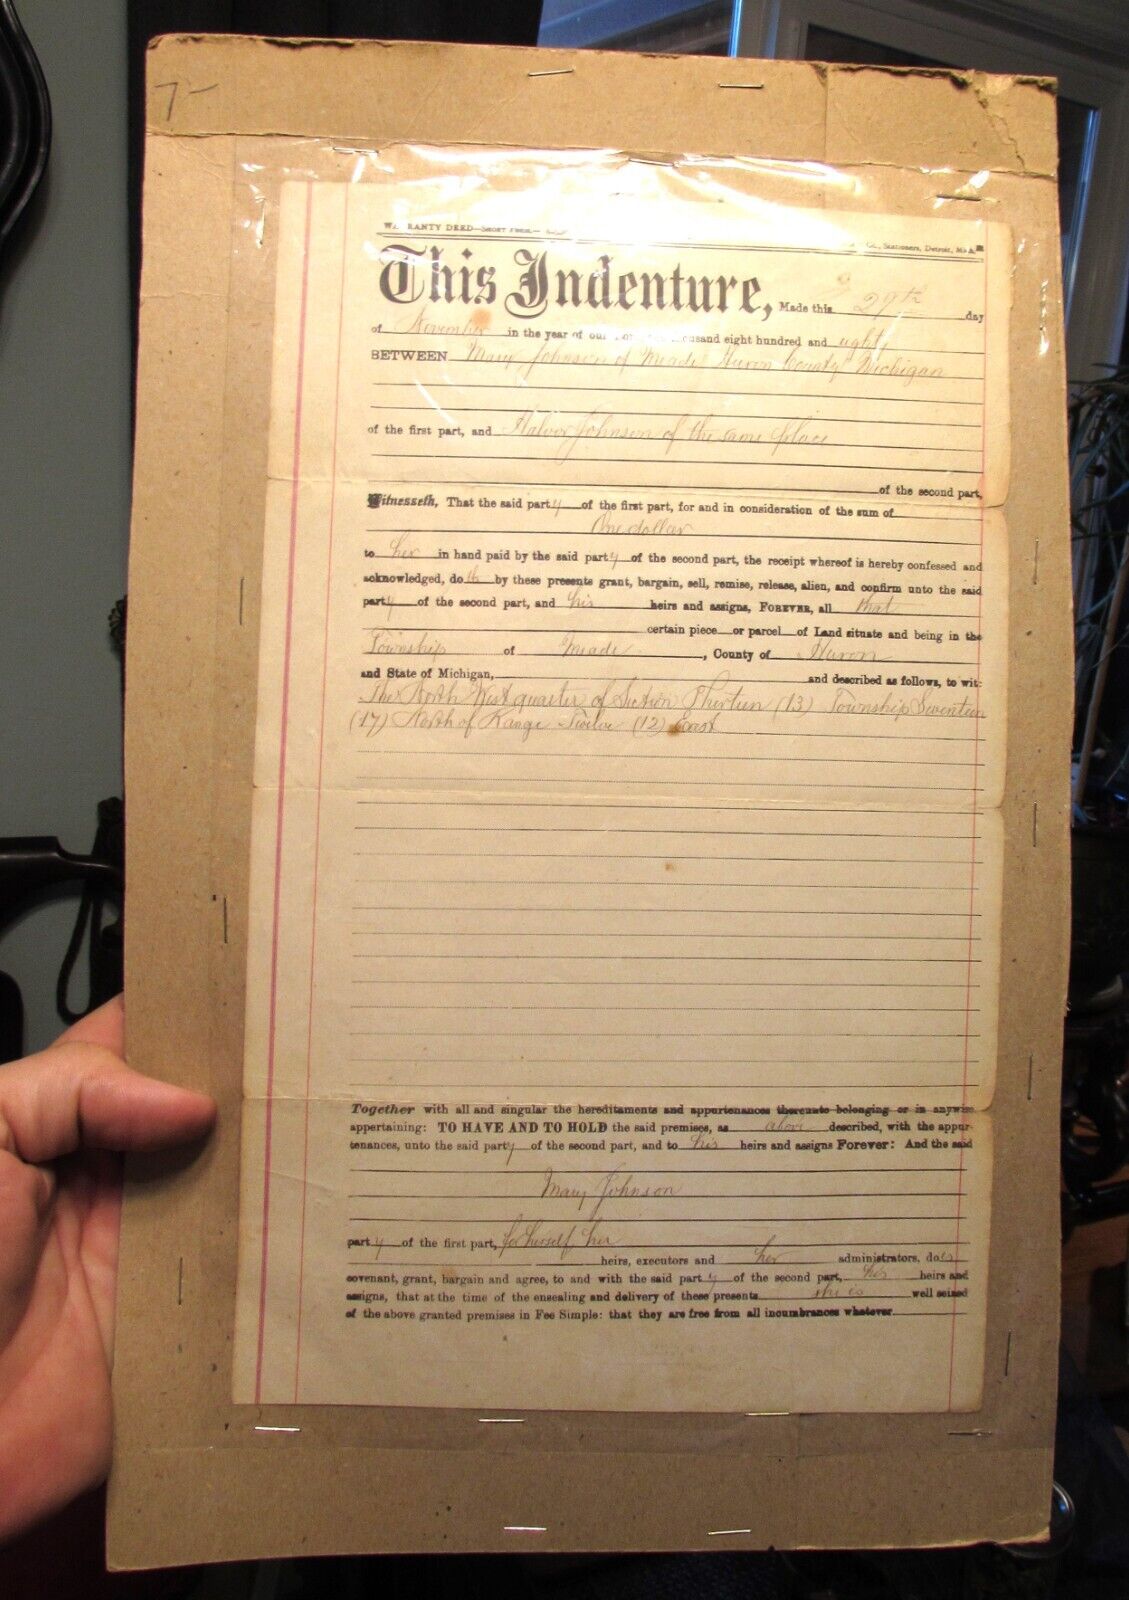 7-
WARRANTY DEED—SHORT FORM.—
Co., Stationers, Detroit, Mich.
This Indenture, Made this 29th day
of November in the year of our thousand eight hundred and eighty
BETWEEN Mary Johnson of Meade Huron County Michigan
of the first part, and Halvor Johnson of the same place
of the second part,
Witnesseth, That the said party of the first part, for and in consideration of the sum of
One dollar
to her in hand paid by the said party of the second part, the receipt whereof is hereby confessed and
acknowledged, doth by these presents grant, bargain, sell, remise, release, alien, and confirm unto the said
party of the second part, and his heirs and assigns, FOREVER, all that
certain piece or parcel of Land situate and being in the
Township of Meade, County of Huron
and State of Michigan, and described as follows, to wit:
The North West quarter of Section Thirteen (13) Township Seventeen
(17) North of Range Twelve (12) East
Together with all and singular the hereditaments and appurtenances thereunto belonging or in anywise
appertaining: TO HAVE AND TO HOLD the said premises, as above described, with the appur-
tenances, unto the said party of the second part, and to his heirs and assigns Forever: And the said
Mary Johnson
party of the first part, for herself her
heirs, executors and her administrators, does
covenant, grant, bargain and agree, to and with the said party of the second part, his heirs and
assigns, that at the time of the ensealing and delivery of these presents she is well seized
of the above granted premises in Fee Simple: that they are free from all incumbrances whatever